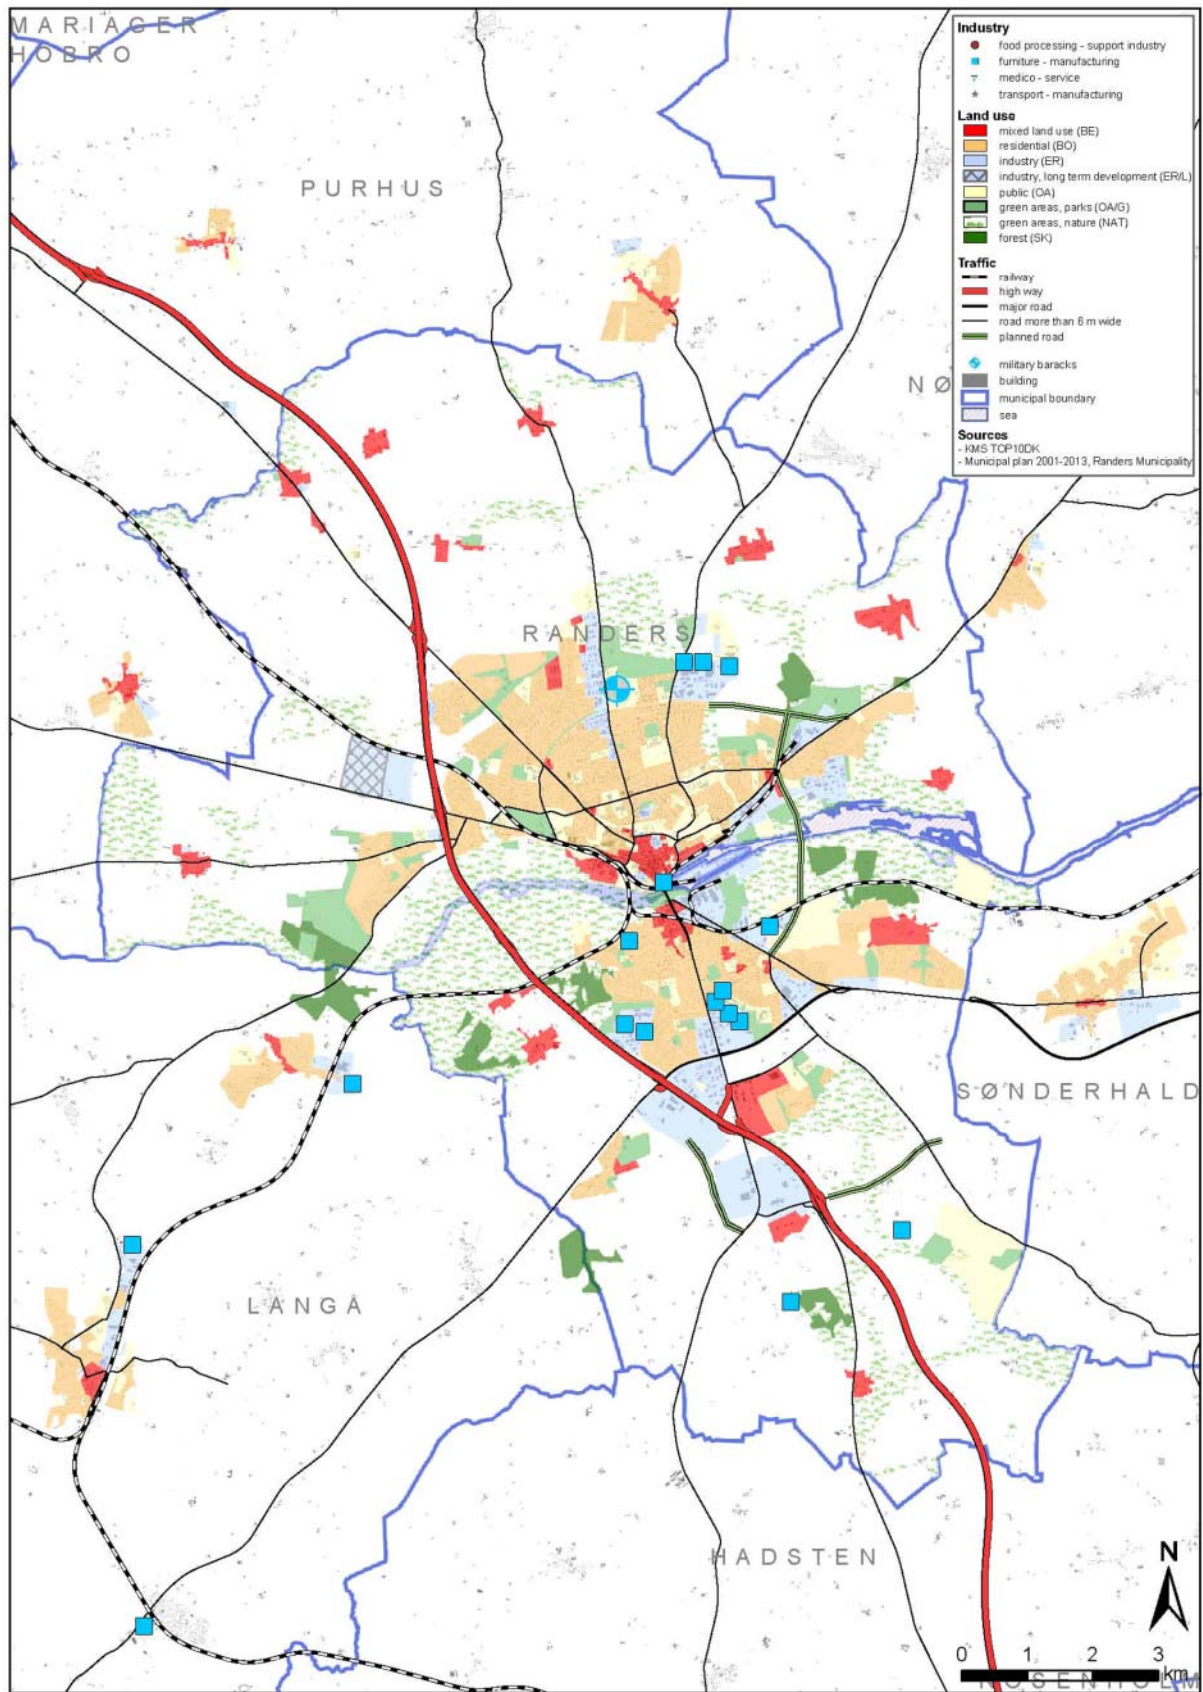 MARIAGER
HOBRO
Industry
food processing - support industry
furniture - manufacturing
medico - service
transport - manufacturing
Land use
mixed land use (BE)
residential (BO)
industry (ER)
industry, long term development (ER/L)
public (OA)
green areas, parks (OA/G)
green areas, nature (NAT)
forest (SK)
Traffic
railway
high way
major road
road more than 6 m wide
planned road
military baracks
building
municipal boundary
sea
Sources
- KMS TOP10DK
- Municipal plan 2001-2013, Randers Municipality
PURHUS
NØ
RANDERS
SØNDERHALD
LANGÅ
HADSTEN
N
0 1 2 3
km
ROSENHOLM